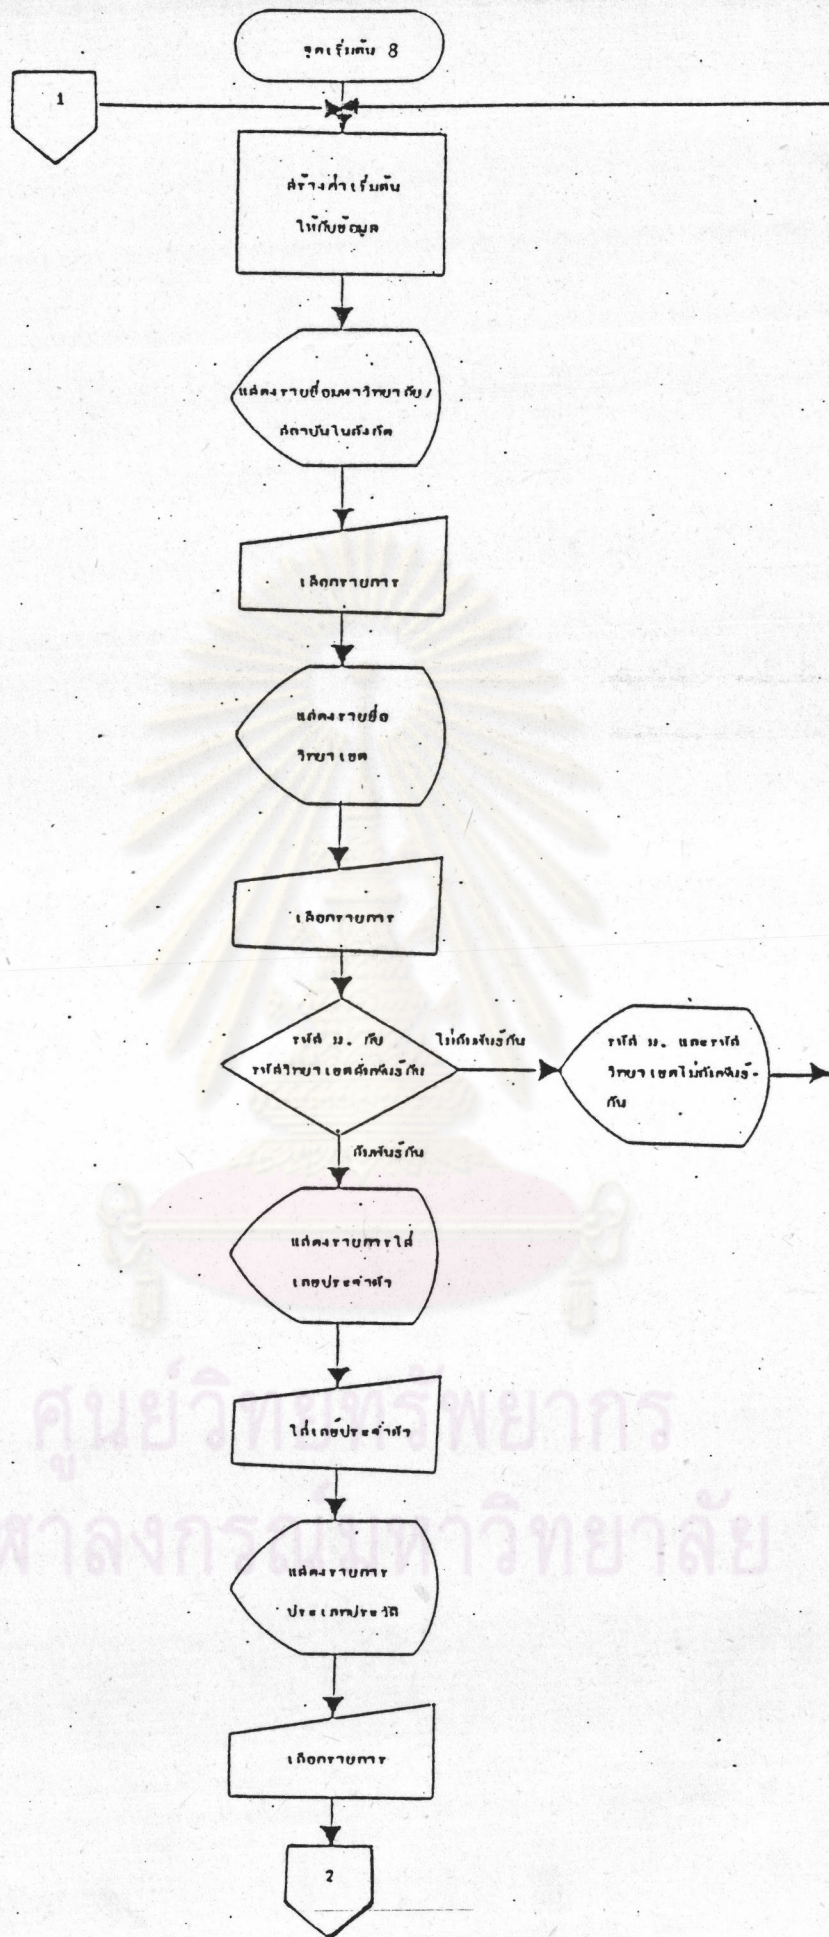 จุดเริ่มต้น 8
1
สร้างค่าเริ่มต้น
ให้กับข้อมูล
แสดงรายชื่อมหาวิทยาลัย/
สถาบันในสังกัด
เลือกรายการ
แสดงรายชื่อ
วิทยาเขต
เลือกรายการ
รหัส ม. กับ
รหัสวิทยาเขตสัมพันธ์กัน
ไม่สัมพันธ์กัน
รหัส ม. และรหัส
วิทยาเขตไม่สัมพันธ์-
กัน
สัมพันธ์กัน
แสดงรายการใส่
เลขประจำตัว
ใส่เลขประจำตัว
ศูนย์วิทยทรัพยากร
ฬาลงกรณ์มหาวิทยาลัย
แสดงรายการ
ประเภทประวัติ
เลือกรายการ
2